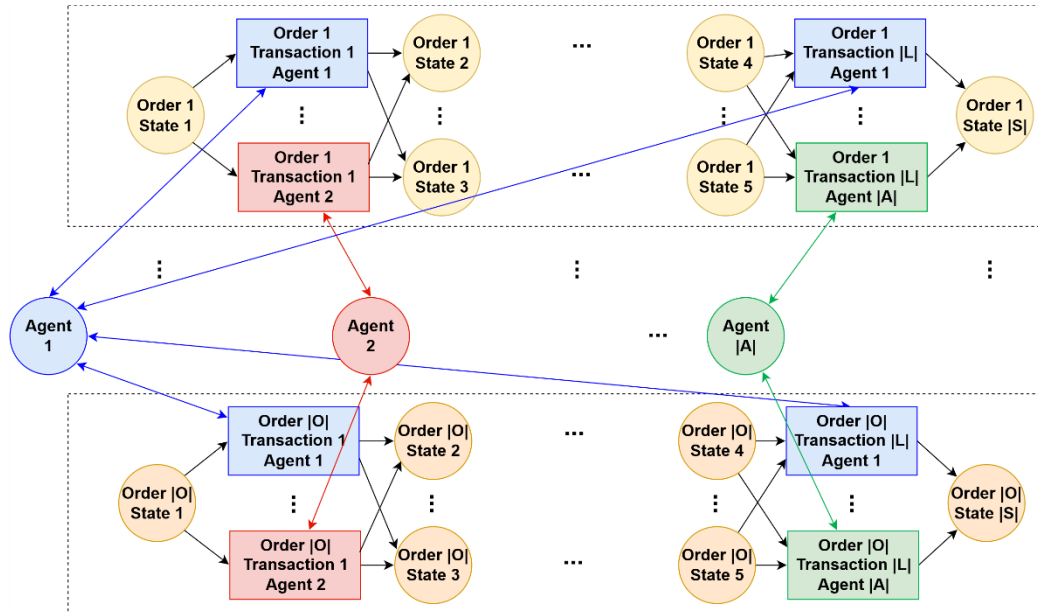 Order 1
Transaction 1
Agent 1
Order 1
State 2
...
Order 1
State 4
Order 1
Transaction |L|
Agent 1
Order 1
State 1
...
...
...
...
Order 1
State |S|
Order 1
Transaction 1
Agent 2
Order 1
State 3
...
Order 1
State 5
Order 1
Transaction |L|
Agent |A|
...
...
...
Agent
1
Agent
2
...
Agent
|A|
Order |O|
Transaction 1
Agent 1
Order |O|
State 2
...
Order |O|
State 4
Order |O|
Transaction |L|
Agent 1
Order |O|
State 1
...
...
...
...
Order |O|
State |S|
Order |O|
Transaction 1
Agent 2
Order |O|
State 3
...
Order |O|
State 5
Order |O|
Transaction |L|
Agent |A|